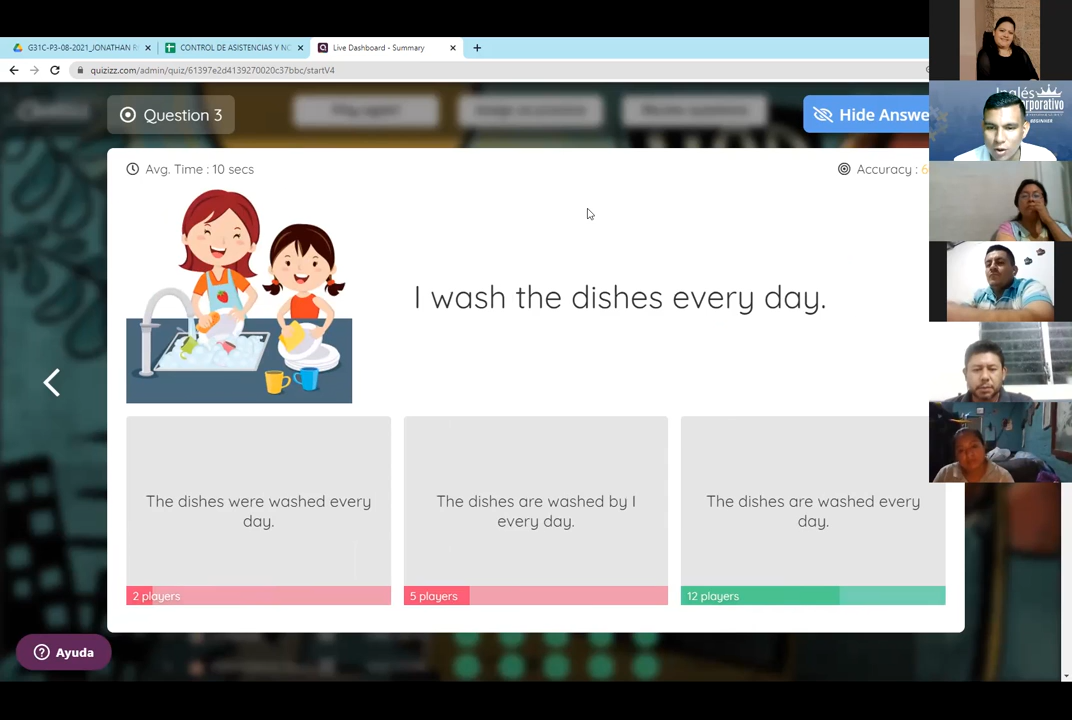 G31C-P3-08-2021_JONATHAN R
CONTROL DE ASISTENCIAS Y NO
Live Dashboard - Summary
quizizz.com/admin/quiz/61397e2d4139270020c37bbc/startV4
Inglés
orporativo
BEGINNER
Question 3
Hide Answe
Avg. Time : 10 secs
Accuracy : 6
I wash the dishes every day.
The dishes were washed every
day.
2 players
The dishes are washed by I
every day.
5 players
The dishes are washed every
day.
12 players
Ayuda